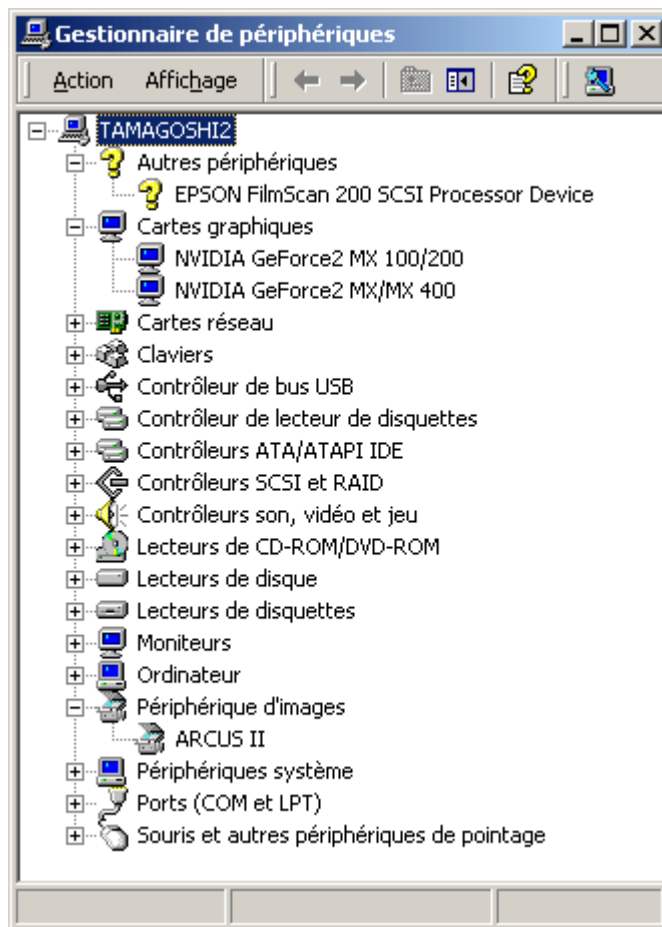 Gestionnaire de périphériques
Action Affichage
TAMAGOSHI2
Autres périphériques
EPSON FilmScan 200 SCSI Processor Device
Cartes graphiques
NVIDIA GeForce2 MX 100/200
NVIDIA GeForce2 MX/MX 400
Cartes réseau
Claviers
Contrôleur de bus USB
Contrôleur de lecteur de disquettes
Contrôleurs ATA/ATAPI IDE
Contrôleurs SCSI et RAID
Contrôleurs son, vidéo et jeu
Lecteurs de CD-ROM/DVD-ROM
Lecteurs de disque
Lecteurs de disquettes
Moniteurs
Ordinateur
Périphérique d'images
ARCUS II
Périphériques système
Ports (COM et LPT)
Souris et autres périphériques de pointage